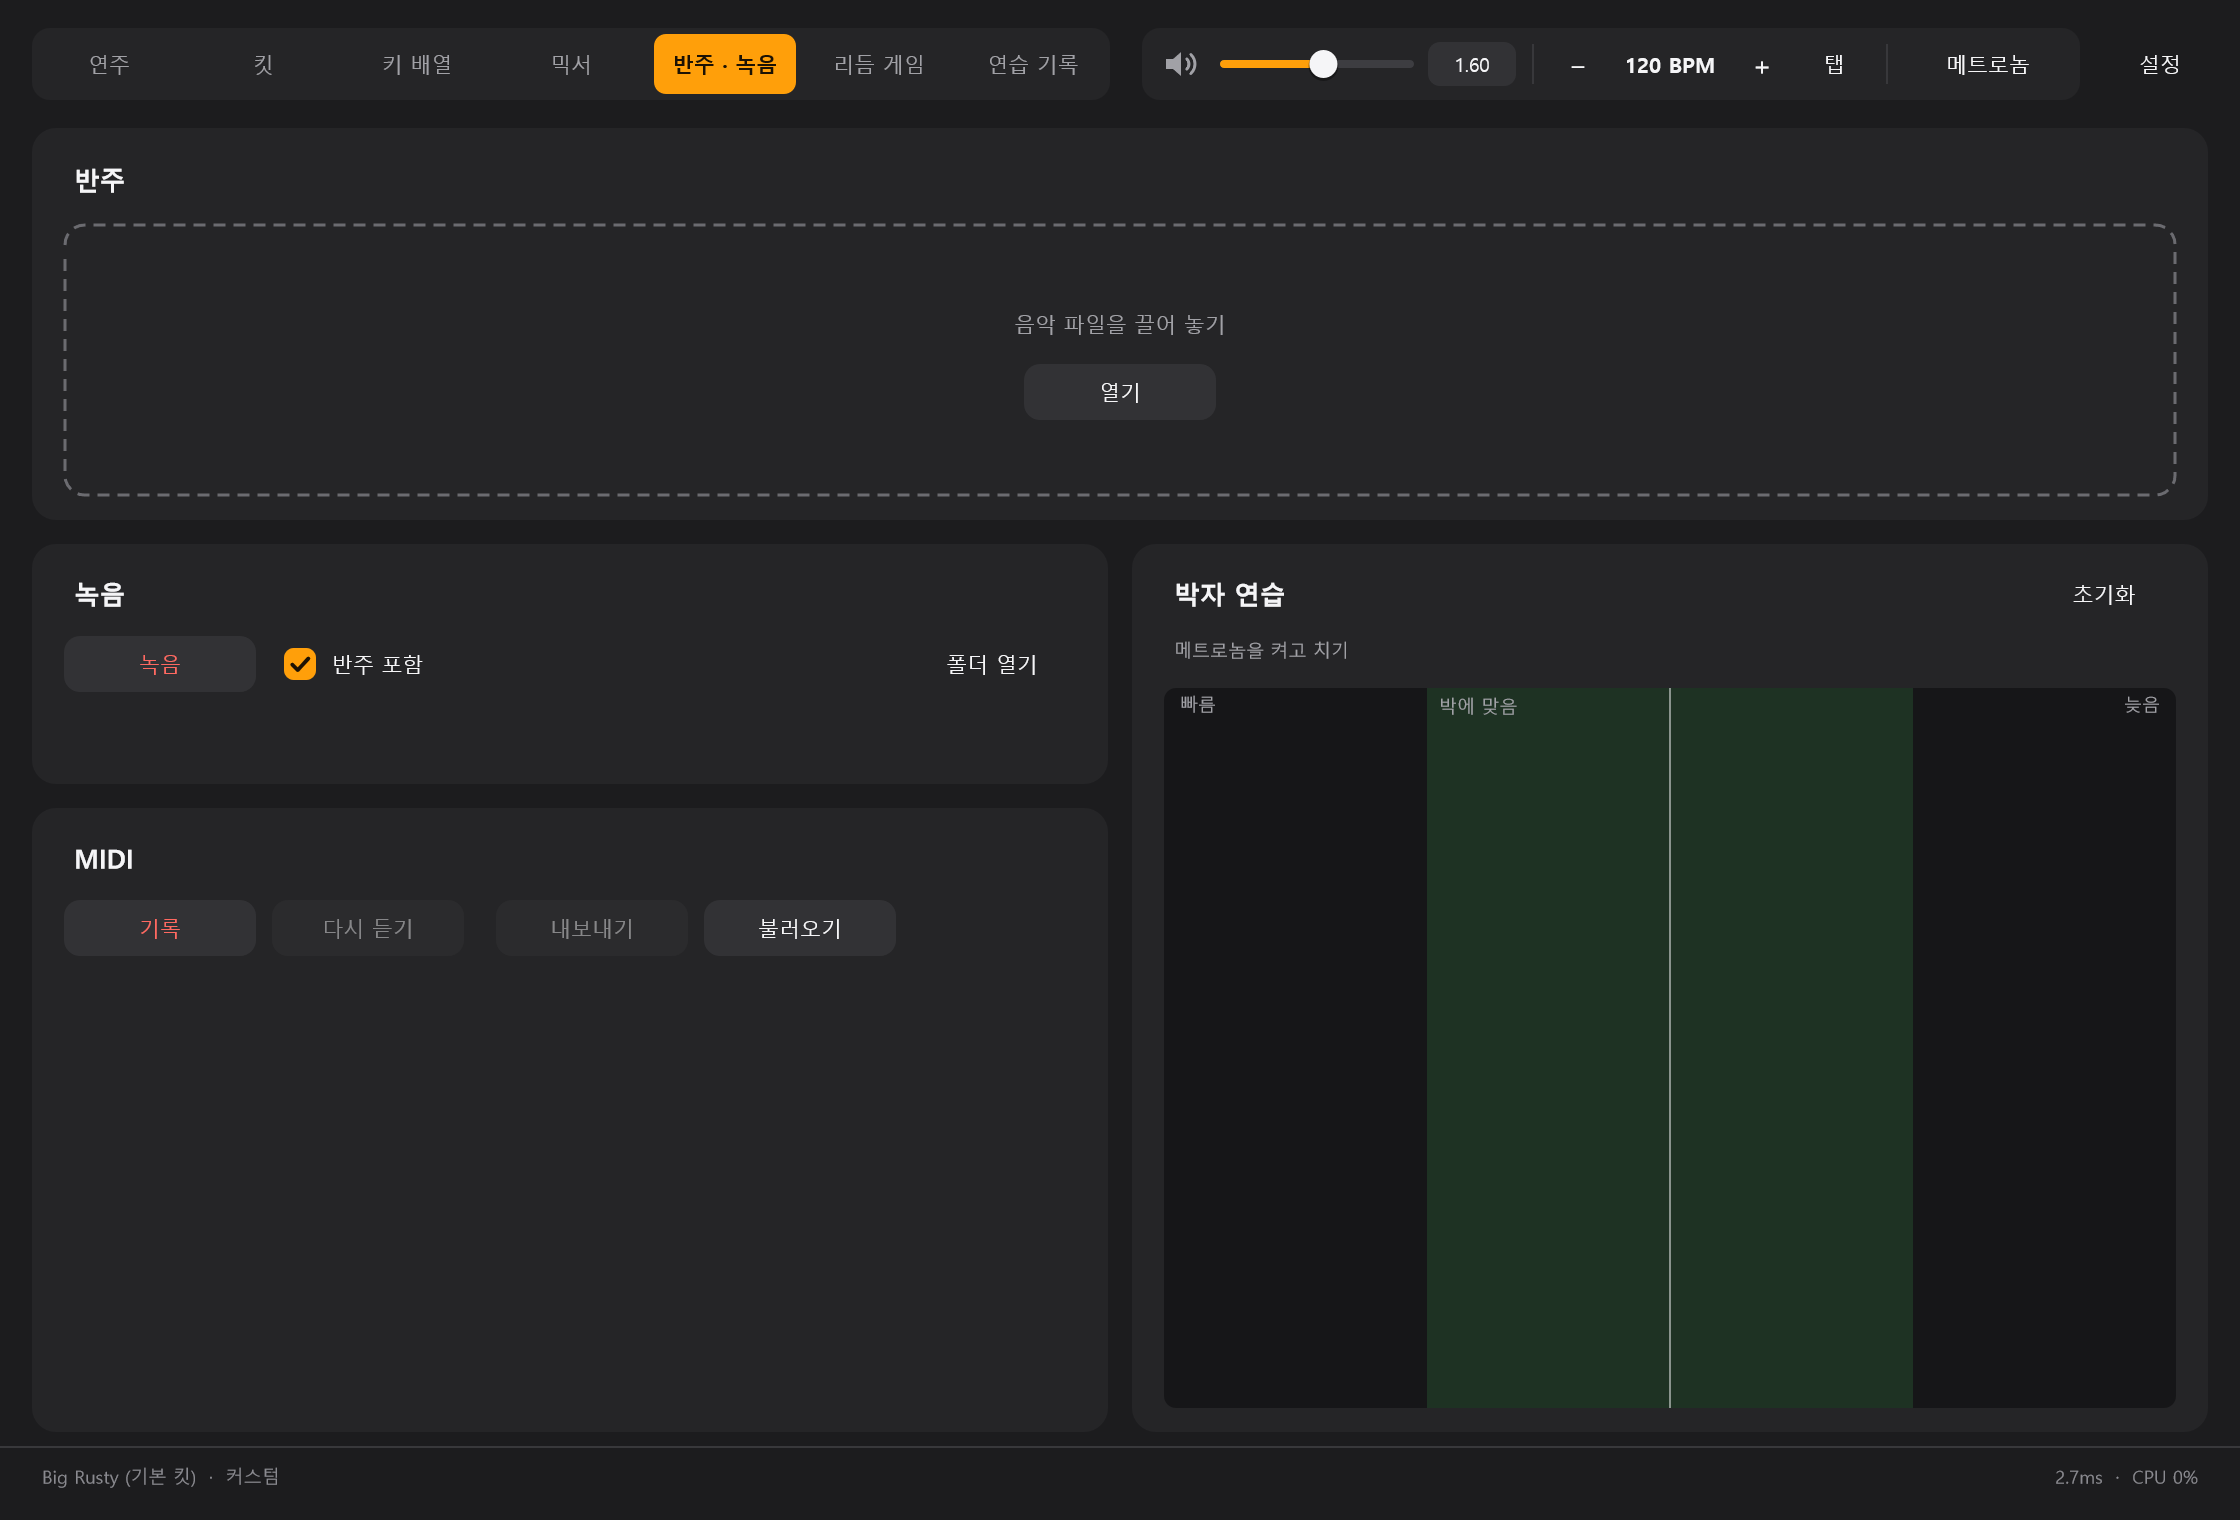 연주 킷 키 배열 믹서 반주 · 녹음 리듬 게임 연습 기록 1.60 − 120 BPM + 탭 메트로놈 설정
반주
음악 파일을 끌어 놓기
열기
녹음
녹음 반주 포함 폴더 열기
MIDI
기록 다시 듣기 내보내기 불러오기
박자 연습 초기화
메트로놈을 켜고 치기
빠름 박에 맞음 늦음
Big Rusty (기본 킷) · 커스텀 2.7ms · CPU 0%